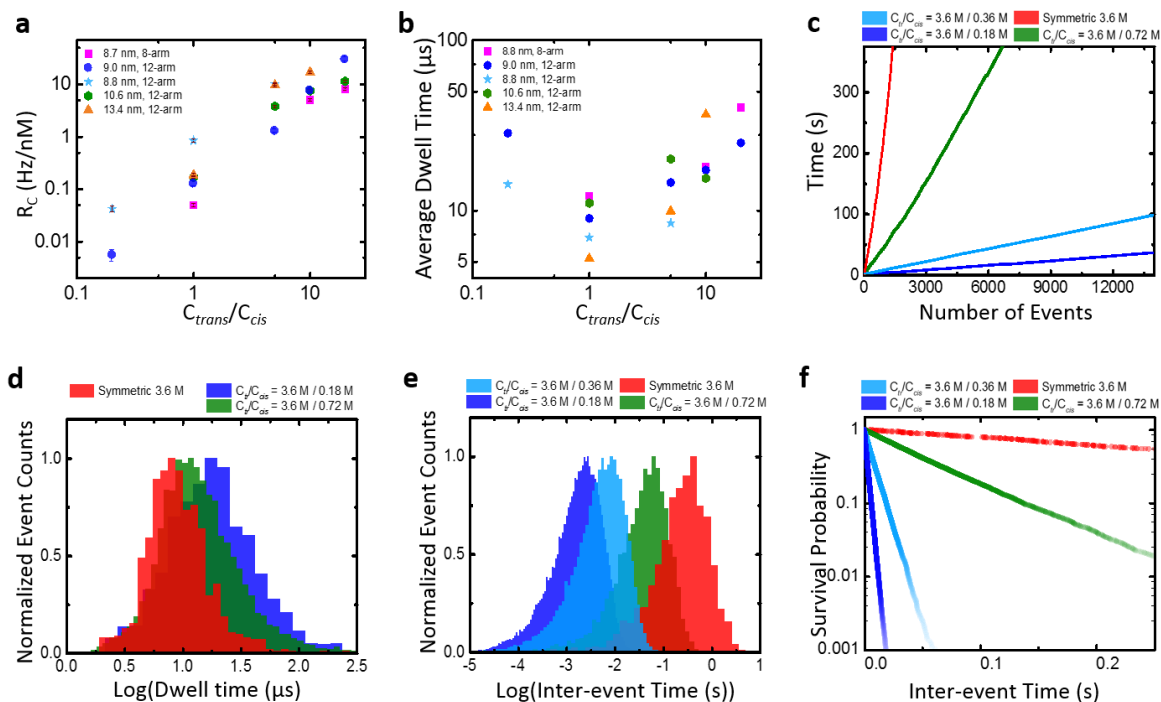 a
8.7 nm, 8-arm
9.0 nm, 12-arm
8.8 nm, 12-arm
10.6 nm, 12-arm
13.4 nm, 12-arm
10
1
0.1
0.01
R_C (Hz/nM)
0.1 1 10
C_trans/C_cis
b
8.8 nm, 8-arm
9.0 nm, 12-arm
8.8 nm, 12-arm
10.6 nm, 12-arm
13.4 nm, 12-arm
100
50
10
5
Average Dwell Time (µs)
0.1 1 10
C_trans/C_cis
c
C_tr/C_cis = 3.6 M / 0.36 M Symmetric 3.6 M
C_tr/C_cis = 3.6 M / 0.18 M C_tr/C_cis = 3.6 M / 0.72 M
300
200
100
0
Time (s)
0 3000 6000 9000 12000
Number of Events
d
Symmetric 3.6 M C_tr/C_cis = 3.6 M / 0.18 M
C_tr/C_cis = 3.6 M / 0.72 M
1.0
0.5
0.0
Normalized Event Counts
0.0 0.5 1.0 1.5 2.0 2.5
Log(Dwell time (µs)
e
C_tr/C_cis = 3.6 M / 0.36 M Symmetric 3.6 M
C_tr/C_cis = 3.6 M / 0.18 M C_tr/C_cis = 3.6 M / 0.72 M
1.0
0.5
0.0
Normalized Event Counts
-5 -4 -3 -2 -1 0 1
Log(Inter-event Time (s))
f
C_tr/C_cis = 3.6 M / 0.36 M Symmetric 3.6 M
C_tr/C_cis = 3.6 M / 0.18 M C_tr/C_cis = 3.6 M / 0.72 M
1
0.1
0.01
0.001
Survival Probability
0.0 0.1 0.2
Inter-event Time (s)